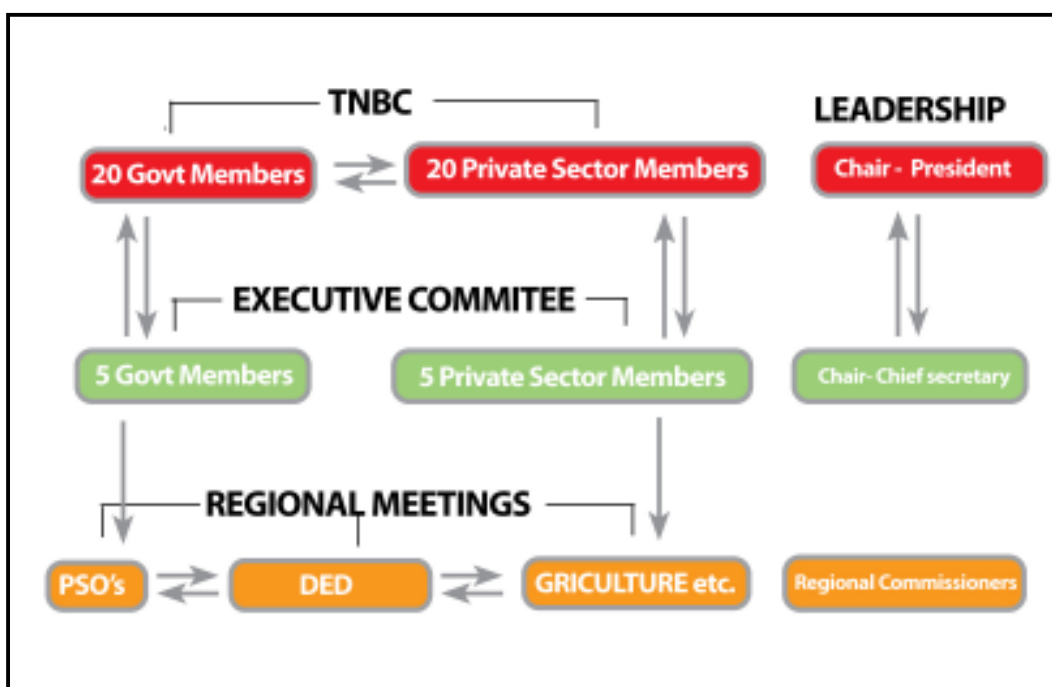 TNBC
LEADERSHIP
20 Govt Members
20 Private Sector Members
Chair - President
EXECUTIVE COMMITEE
5 Govt Members
5 Private Sector Members
Chair- Chief secretary
REGIONAL MEETINGS
PSO's
DED
GRICULTURE etc.
Regional Commissioners